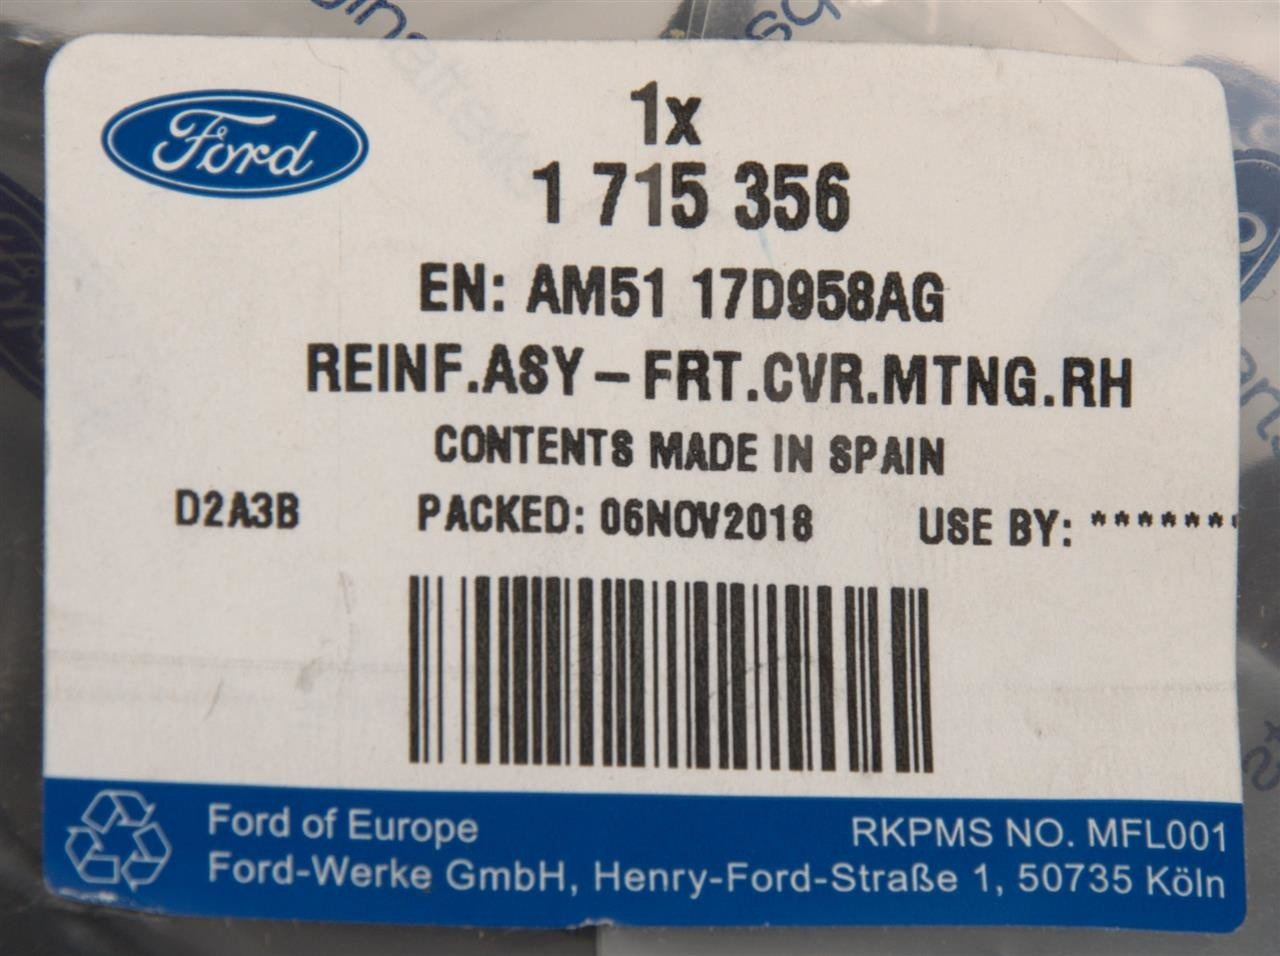 Ford
1x
1 715 356
EN: AM51 17D958AG
REINF.ASY-FRT.CVR.MTNG.RH
CONTENTS MADE IN SPAIN
D2A3B PACKED: 06NOV2018 USE BY: *******
Ford of Europe RKPMS NO. MFL001
Ford-Werke GmbH, Henry-Ford-Straße 1, 50735 Köln